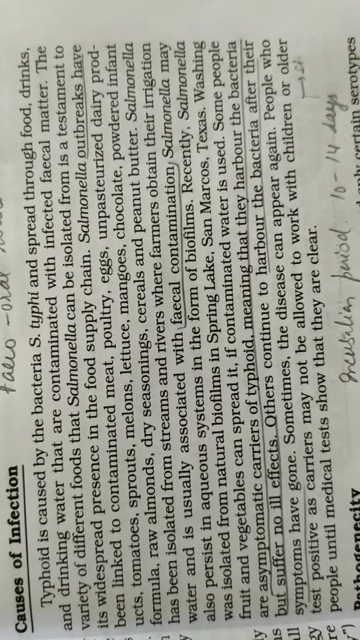 faeco-oral
Causes of Infection
Typhoid is caused by the bacteria S. typhi and spread through food, drinks,
and drinking water that are contaminated with infected faecal matter. The
variety of different foods that Salmonella can be isolated from is a testament to
its widespread presence in the food supply chain. Salmonella outbreaks have
been linked to contaminated meat, poultry, eggs, unpasteurized dairy prod-
ucts, tomatoes, sprouts, melons, lettuce, mangoes, chocolate, powdered infant
formula, raw almonds, dry seasonings, cereals and peanut butter. Salmonella
has been isolated from streams and rivers where farmers obtain their irrigation
water and is usually associated with faecal contamination. Salmonella may
also persist in aqueous systems in the form of biofilms. Recently, Salmonella
was isolated from natural biofilms in Spring Lake, San Marcos, Texas. Washing
fruit and vegetables can spread it, if contaminated water is used. Some people
are asymptomatic carriers of typhoid, meaning that they harbour the bacteria
but suffer no ill effects. Others continue to harbour the bacteria after their
symptoms have gone. Sometimes, the disease can appear again. People who
test positive as carriers may not be allowed to work with children or older
people until medical tests show that they are clear.
period: 10-14 days
certain serotypes